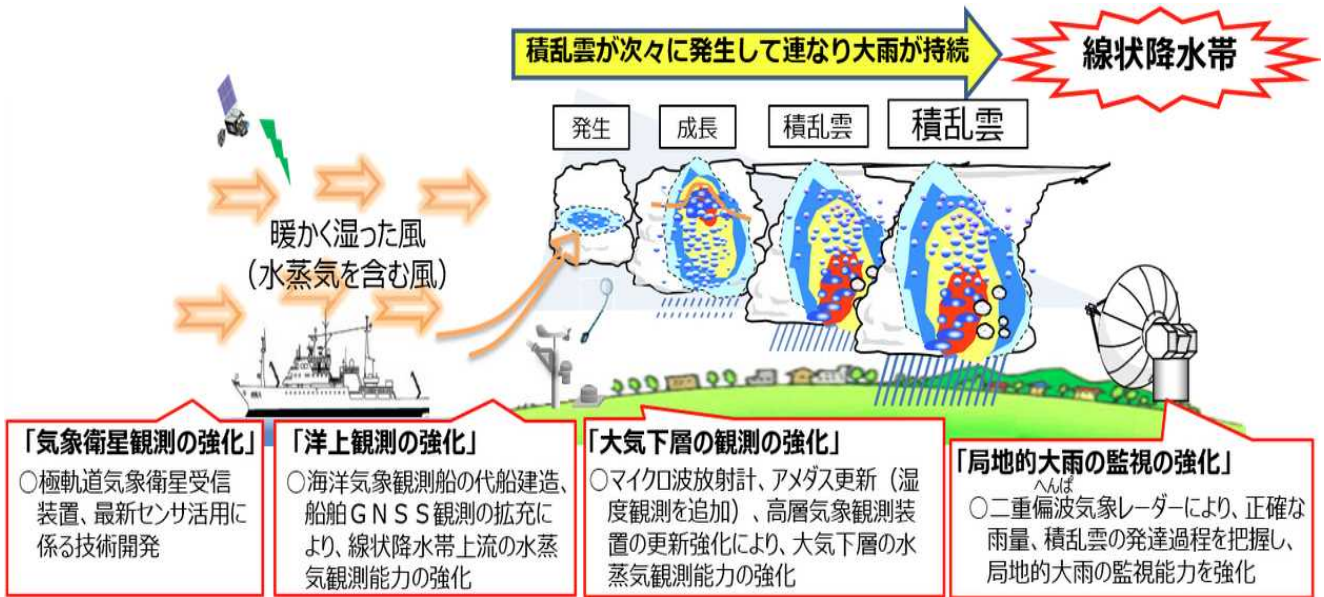 積乱雲が次々に発生して連なり大雨が持続
線状降水帯
発生
成長
積乱雲
積乱雲
暖かく湿った風
（水蒸気を含む風）
「気象衛星観測の強化」
○極軌道気象衛星受信
装置、最新センサ活用に
係る技術開発
「洋上観測の強化」
○海洋気象観測船の代船建造、
船舶ＧＮＳＳ観測の拡充に
より、線状降水帯上流の水蒸
気観測能力の強化
「大気下層の観測の強化」
○マイクロ波放射計、アメダス更新（湿
度観測を追加）、高層気象観測装
置の更新強化により、大気下層の水
蒸気観測能力の強化
「局地的大雨の監視の強化」
へんぱ
○二重偏波気象レーダーにより、正確な
雨量、積乱雲の発達過程を把握し、
局地的大雨の監視能力を強化